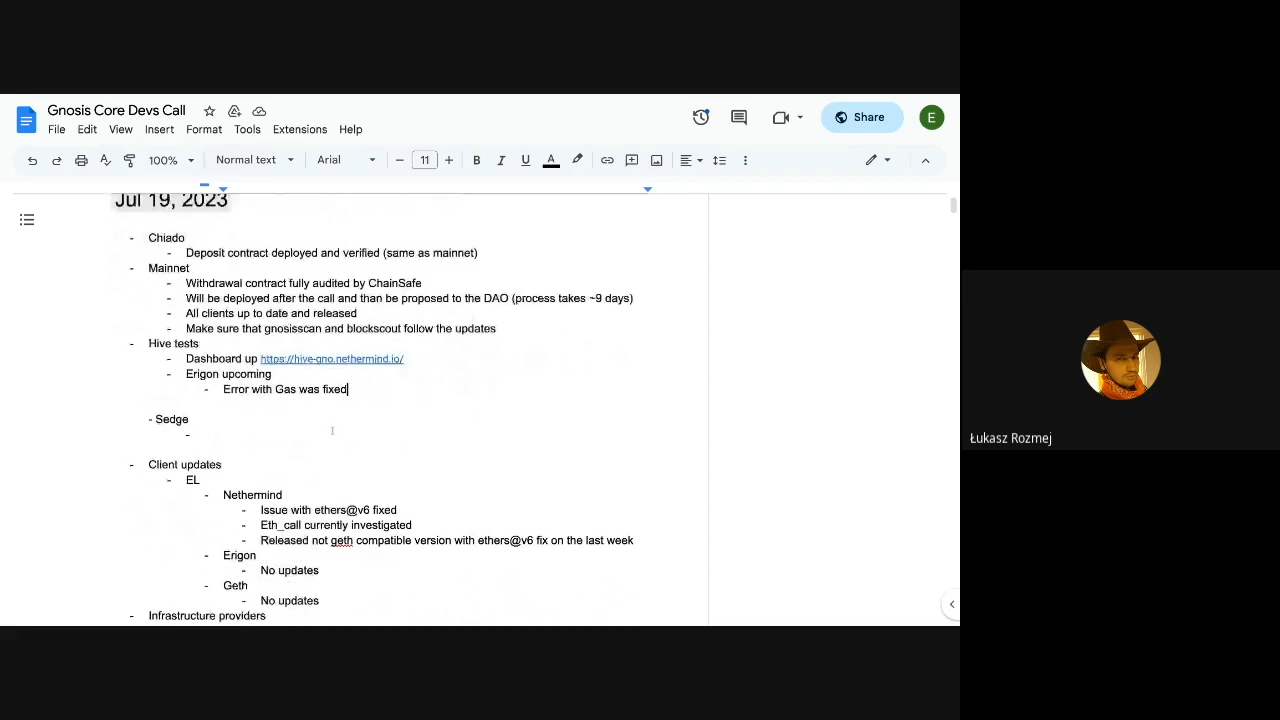 Gnosis Core Devs Call
File Edit View Insert Format Tools Extensions Help
Share
E
100% Normal text Arial 11 B I U A
Jul 19, 2023
- Chiado
- Deposit contract deployed and verified (same as mainnet)
- Mainnet
- Withdrawal contract fully audited by ChainSafe
- Will be deployed after the call and than be proposed to the DAO (process takes ~9 days)
- All clients up to date and released
- Make sure that gnosisscan and blockscout follow the updates
- Hive tests
- Dashboard up https://hive-gno.nethermind.io/
- Erigon upcoming
- Error with Gas was fixed
- Sedge
-
- Client updates
- EL
- Nethermind
- Issue with ethers@v6 fixed
- Eth_call currently investigated
- Released not geth compatible version with ethers@v6 fix on the last week
- Erigon
- No updates
- Geth
- No updates
- Infrastructure providers
Łukasz Rozmej